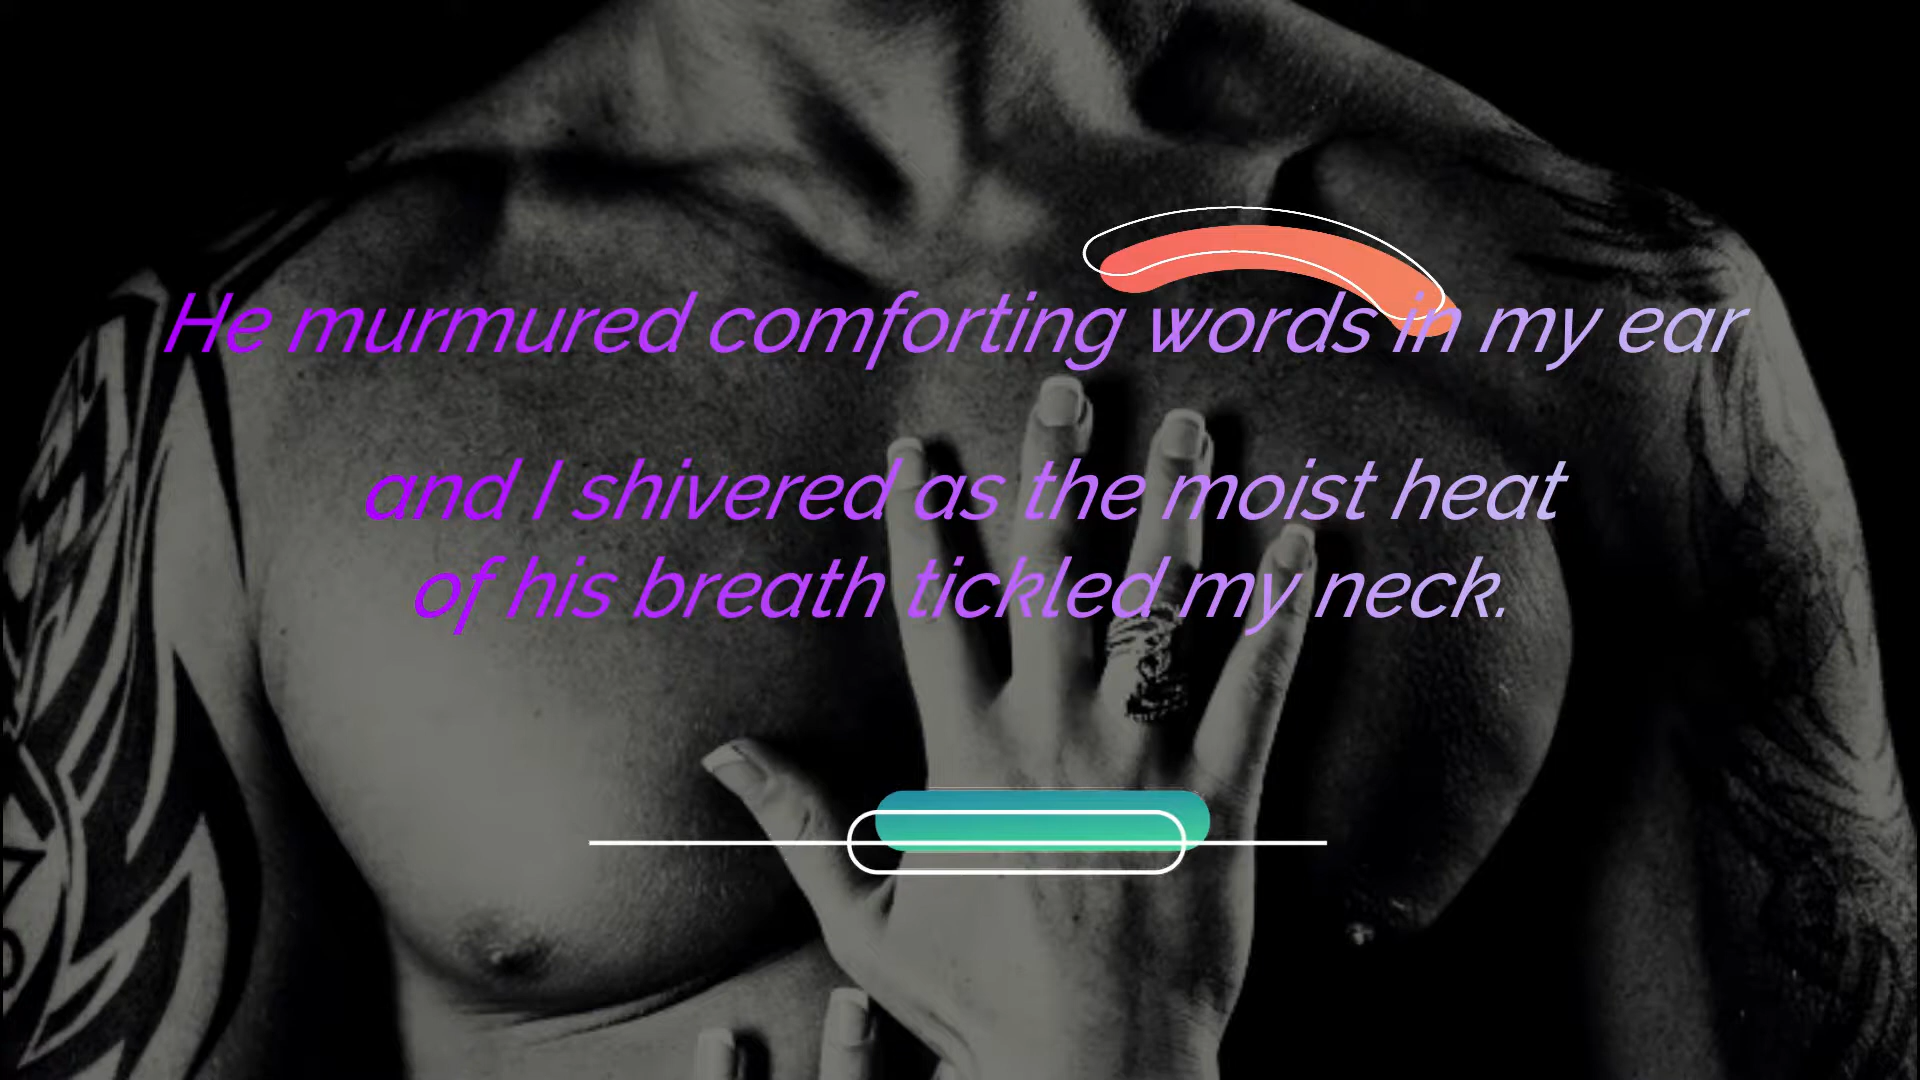 He murmured comforting words in my ear
and I shivered as the moist heat
of his breath tickled my neck.